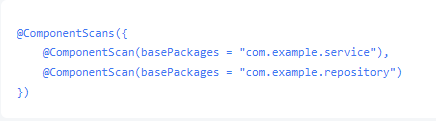 @ComponentScans({
    @ComponentScan(basePackages = "com.example.service"),
    @ComponentScan(basePackages = "com.example.repository")
})